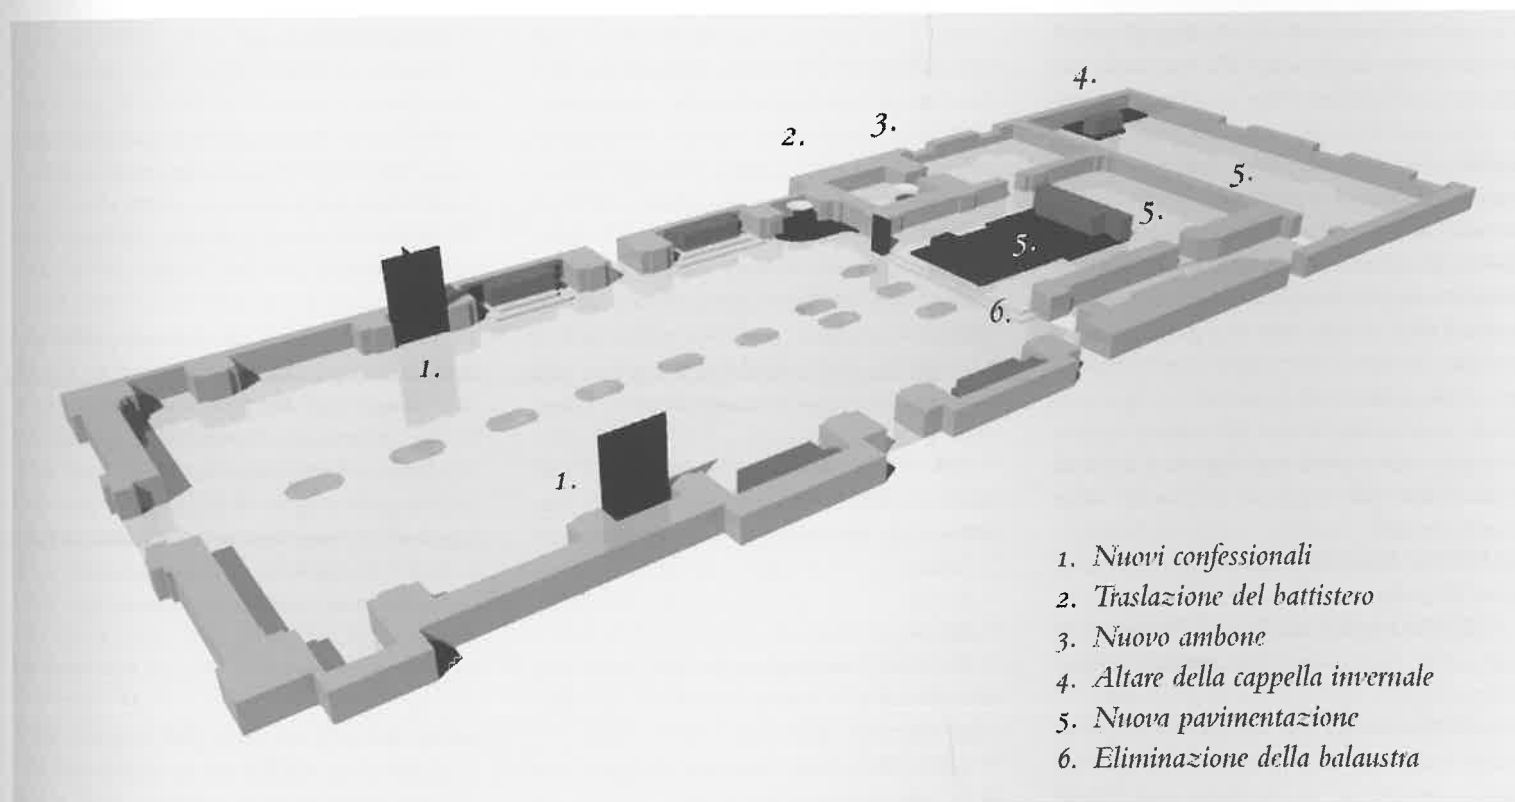 4.
3.
2.
5.
5.
5.
6.
1.
1.
1. Nuovi confessionali
2. Traslazione del battistero
3. Nuovo ambone
4. Altare della cappella invernale
5. Nuova pavimentazione
6. Eliminazione della balaustra